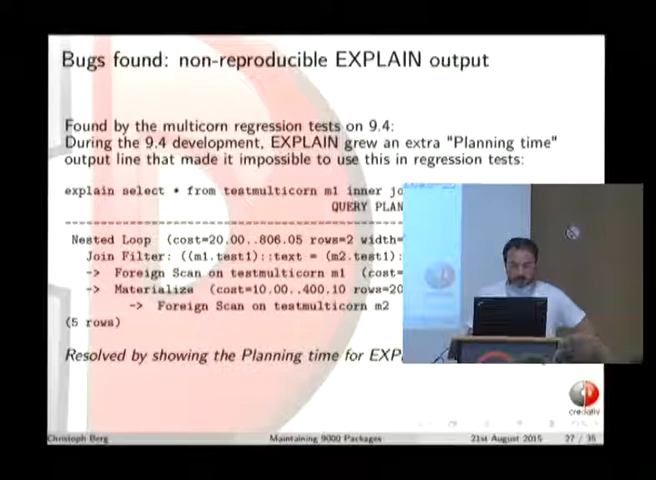 Bugs found: non-reproducible EXPLAIN output
Found by the multicorn regression tests on 9.4:
During the 9.4 development, EXPLAIN grew an extra "Planning time"
output line that made it impossible to use this in regression tests:
explain select * from testmulticorn m1 inner jo
QUERY PLAN
Nested Loop (cost=20.00..806.05 rows=2 width=
Join Filter: ((m1.test1)::text = (m2.test1):
-> Foreign Scan on testmulticorn m1 (cost=
-> Materialize (cost=10.00..400.10 rows=20
-> Foreign Scan on testmulticorn m2
(5 rows)
Resolved by showing the Planning time for EXP
credativ
Christoph Berg
Maintaining 9000 Packages
21st August 2015
27 / 35